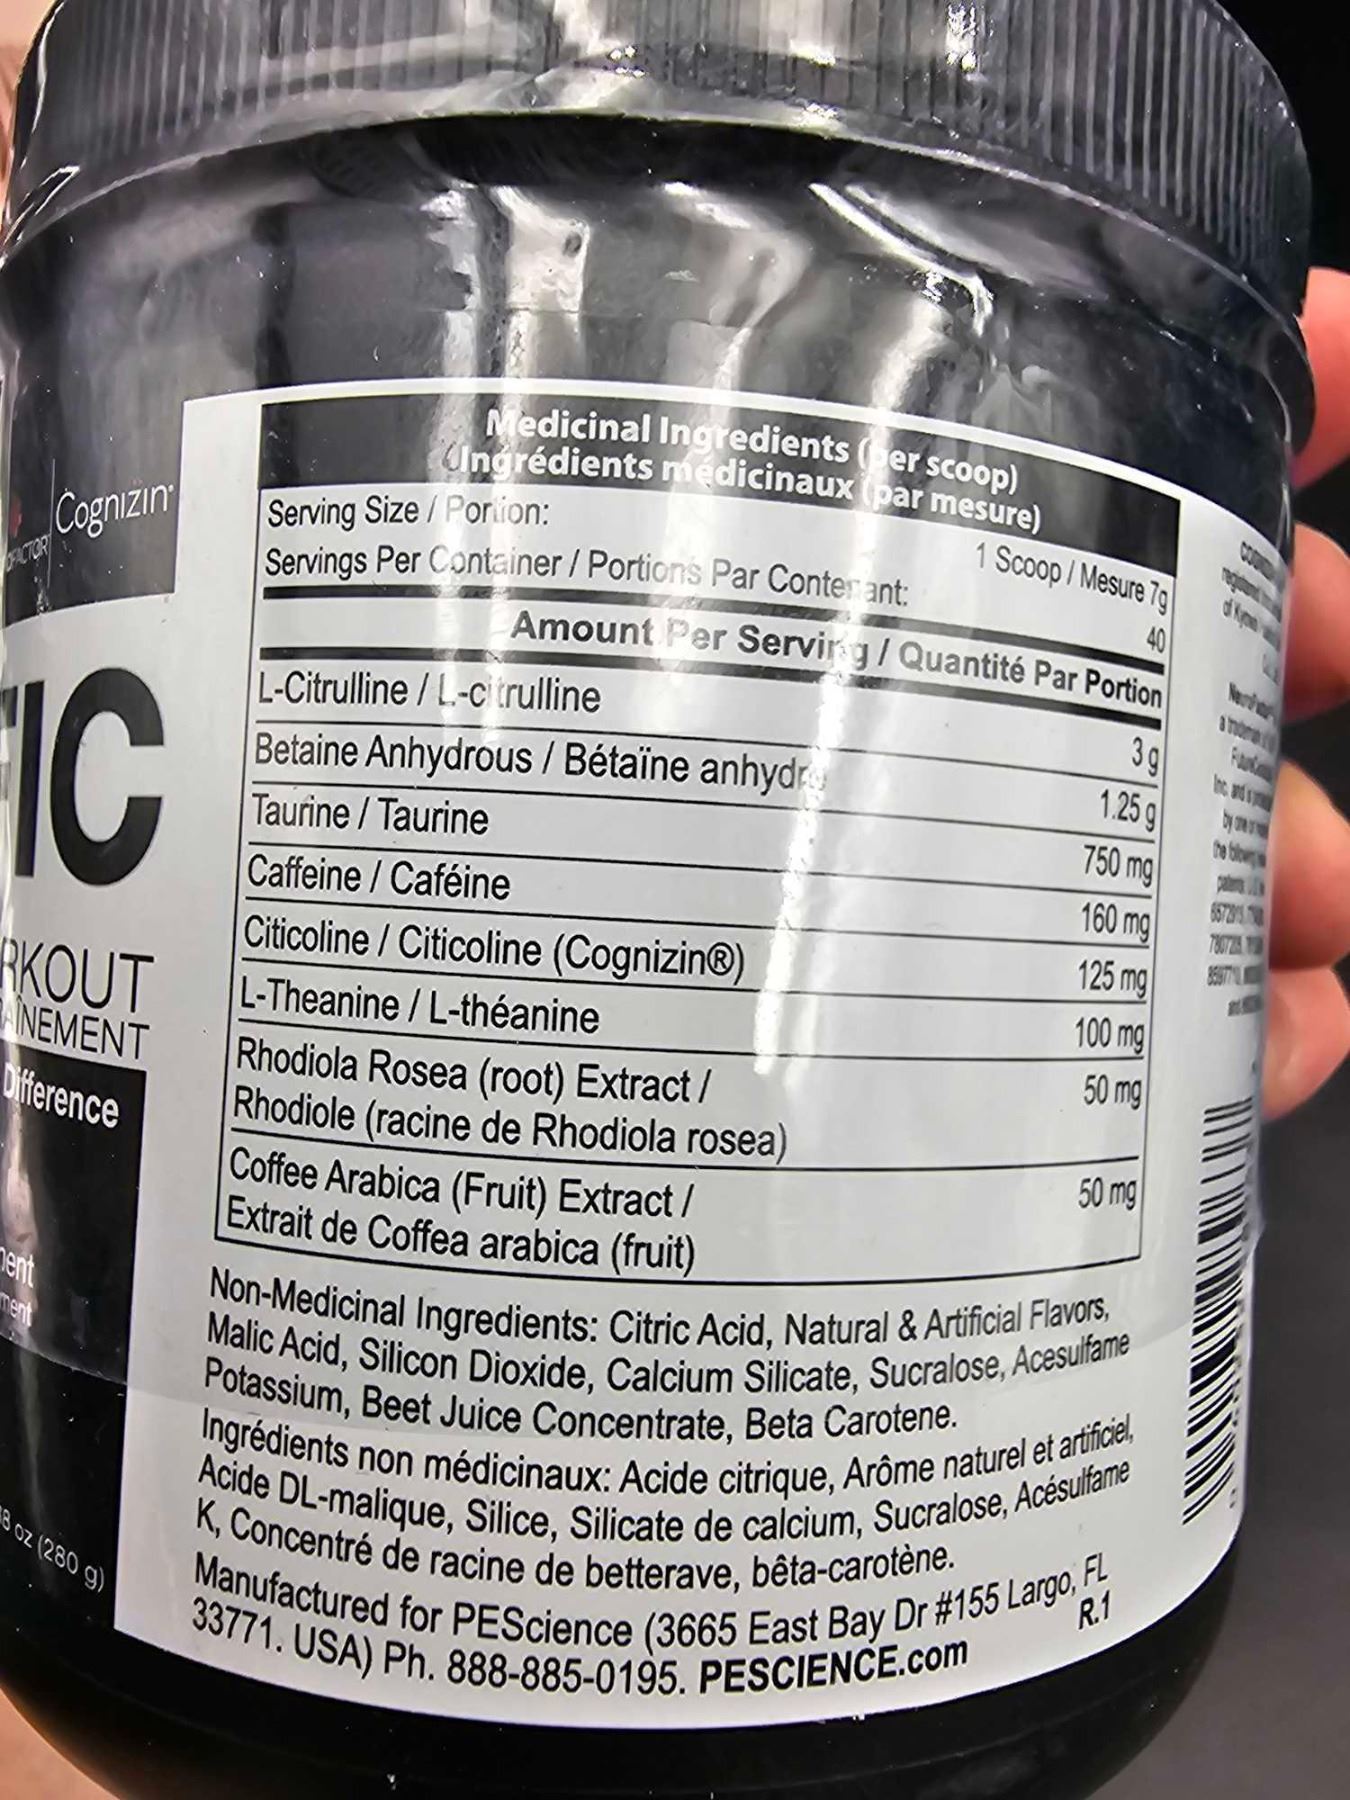 Cognizin
IC
RKOUT
AÎNEMENT
Difference
ment
ment
8 oz (280 g)
Medicinal Ingredients (per scoop)
(Ingrédients médicinaux (par mesure)
Serving Size / Portion: 1 Scoop / Mesure 7g
Servings Per Container / Portions Par Contenant: 40
Amount Per Serving / Quantité Par Portion
L-Citrulline / L-citrulline 3 g
Betaine Anhydrous / Bétaïne anhydre 1.25 g
Taurine / Taurine 750 mg
Caffeine / Caféine 160 mg
Citicoline / Citicoline (Cognizin®) 125 mg
L-Theanine / L-théanine 100 mg
Rhodiola Rosea (root) Extract / 50 mg
Rhodiole (racine de Rhodiola rosea)
Coffee Arabica (Fruit) Extract / 50 mg
Extrait de Coffea arabica (fruit)
Non-Medicinal Ingredients: Citric Acid, Natural & Artificial Flavors,
Malic Acid, Silicon Dioxide, Calcium Silicate, Sucralose, Acesulfame
Potassium, Beet Juice Concentrate, Beta Carotene.
Ingrédients non médicinaux: Acide citrique, Arôme naturel et artificiel,
Acide DL-malique, Silice, Silicate de calcium, Sucralose, Acésulfame
K, Concentré de racine de betterave, bêta-carotène.
Manufactured for PEScience (3665 East Bay Dr #155 Largo, FL
33771. USA) Ph. 888-885-0195. PESCIENCE.com R.1